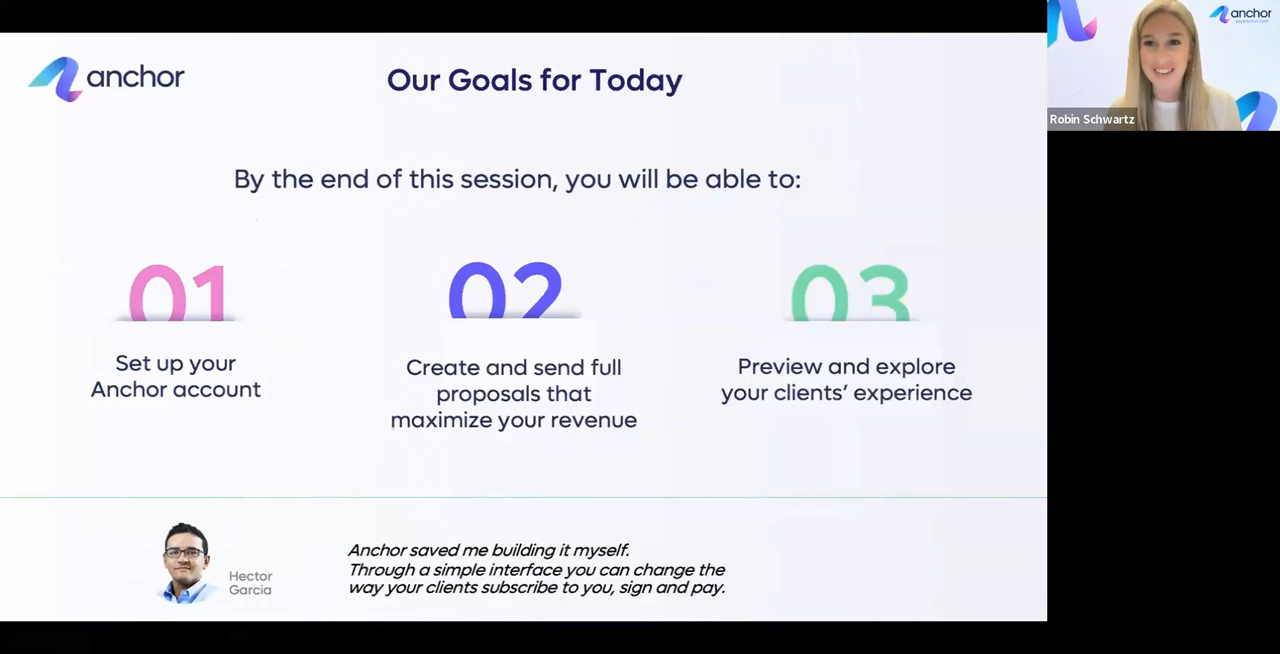 anchor
Our Goals for Today
By the end of this session, you will be able to:
01
Set up your
Anchor account
02
Create and send full
proposals that
maximize your revenue
03
Preview and explore
your clients' experience
Hector
Garcia
Anchor saved me building it myself.
Through a simple interface you can change the
way your clients subscribe to you, sign and pay.
anchor
Robin Schwartz